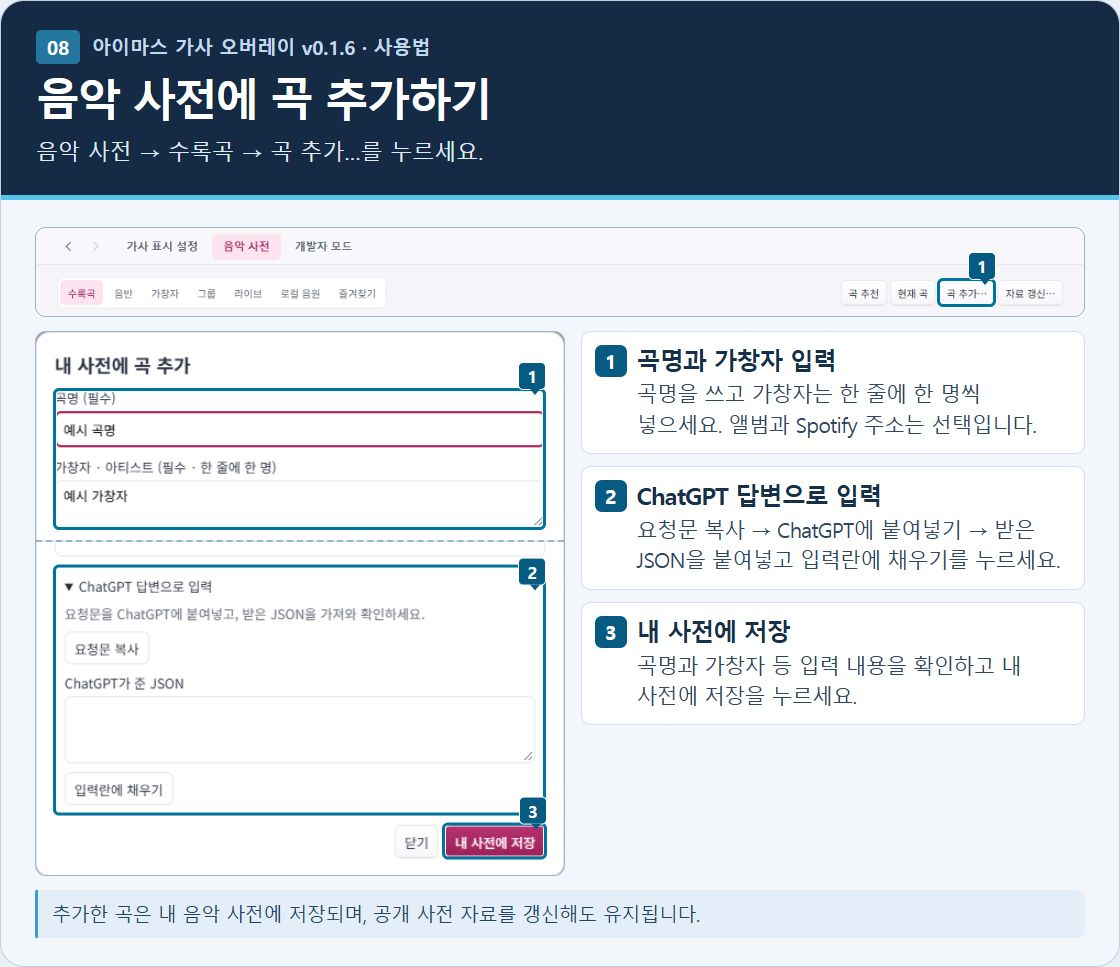 08 아이마스 가사 오버레이 v0.1.6 · 사용법
음악 사전에 곡 추가하기
음악 사전 → 수록곡 → 곡 추가...를 누르세요.
가사 표시 설정 음악 사전 개발자 모드
1
수록곡 음반 가창자 그룹 라이브 로컬 음원 즐겨찾기 곡 추천 현재 곡 곡 추가··· 자료 갱신···
내 사전에 곡 추가
1
곡명 (필수)
예시 곡명
가창자 · 아티스트 (필수 · 한 줄에 한 명)
예시 가창자
2
▼ ChatGPT 답변으로 입력
요청문을 ChatGPT에 붙여넣고, 받은 JSON을 가져와 확인하세요.
요청문 복사
ChatGPT가 준 JSON
입력란에 채우기
3
닫기 내 사전에 저장
1 곡명과 가창자 입력
곡명을 쓰고 가창자는 한 줄에 한 명씩
넣으세요. 앨범과 Spotify 주소는 선택입니다.
2 ChatGPT 답변으로 입력
요청문 복사 → ChatGPT에 붙여넣기 → 받은
JSON을 붙여넣고 입력란에 채우기를 누르세요.
3 내 사전에 저장
곡명과 가창자 등 입력 내용을 확인하고 내
사전에 저장을 누르세요.
추가한 곡은 내 음악 사전에 저장되며, 공개 사전 자료를 갱신해도 유지됩니다.